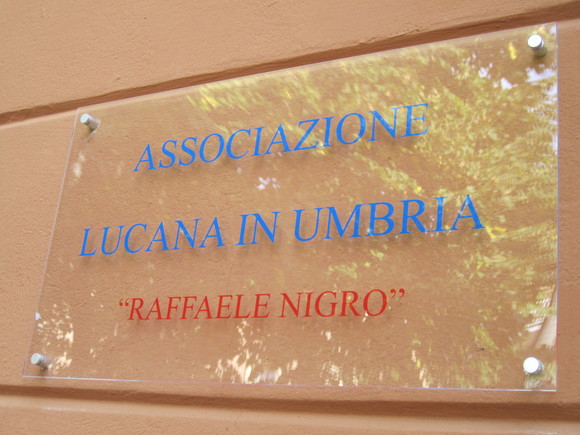 ASSOCIAZIONE
LUCANA IN UMBRIA
“RAFFAELE NIGRO”